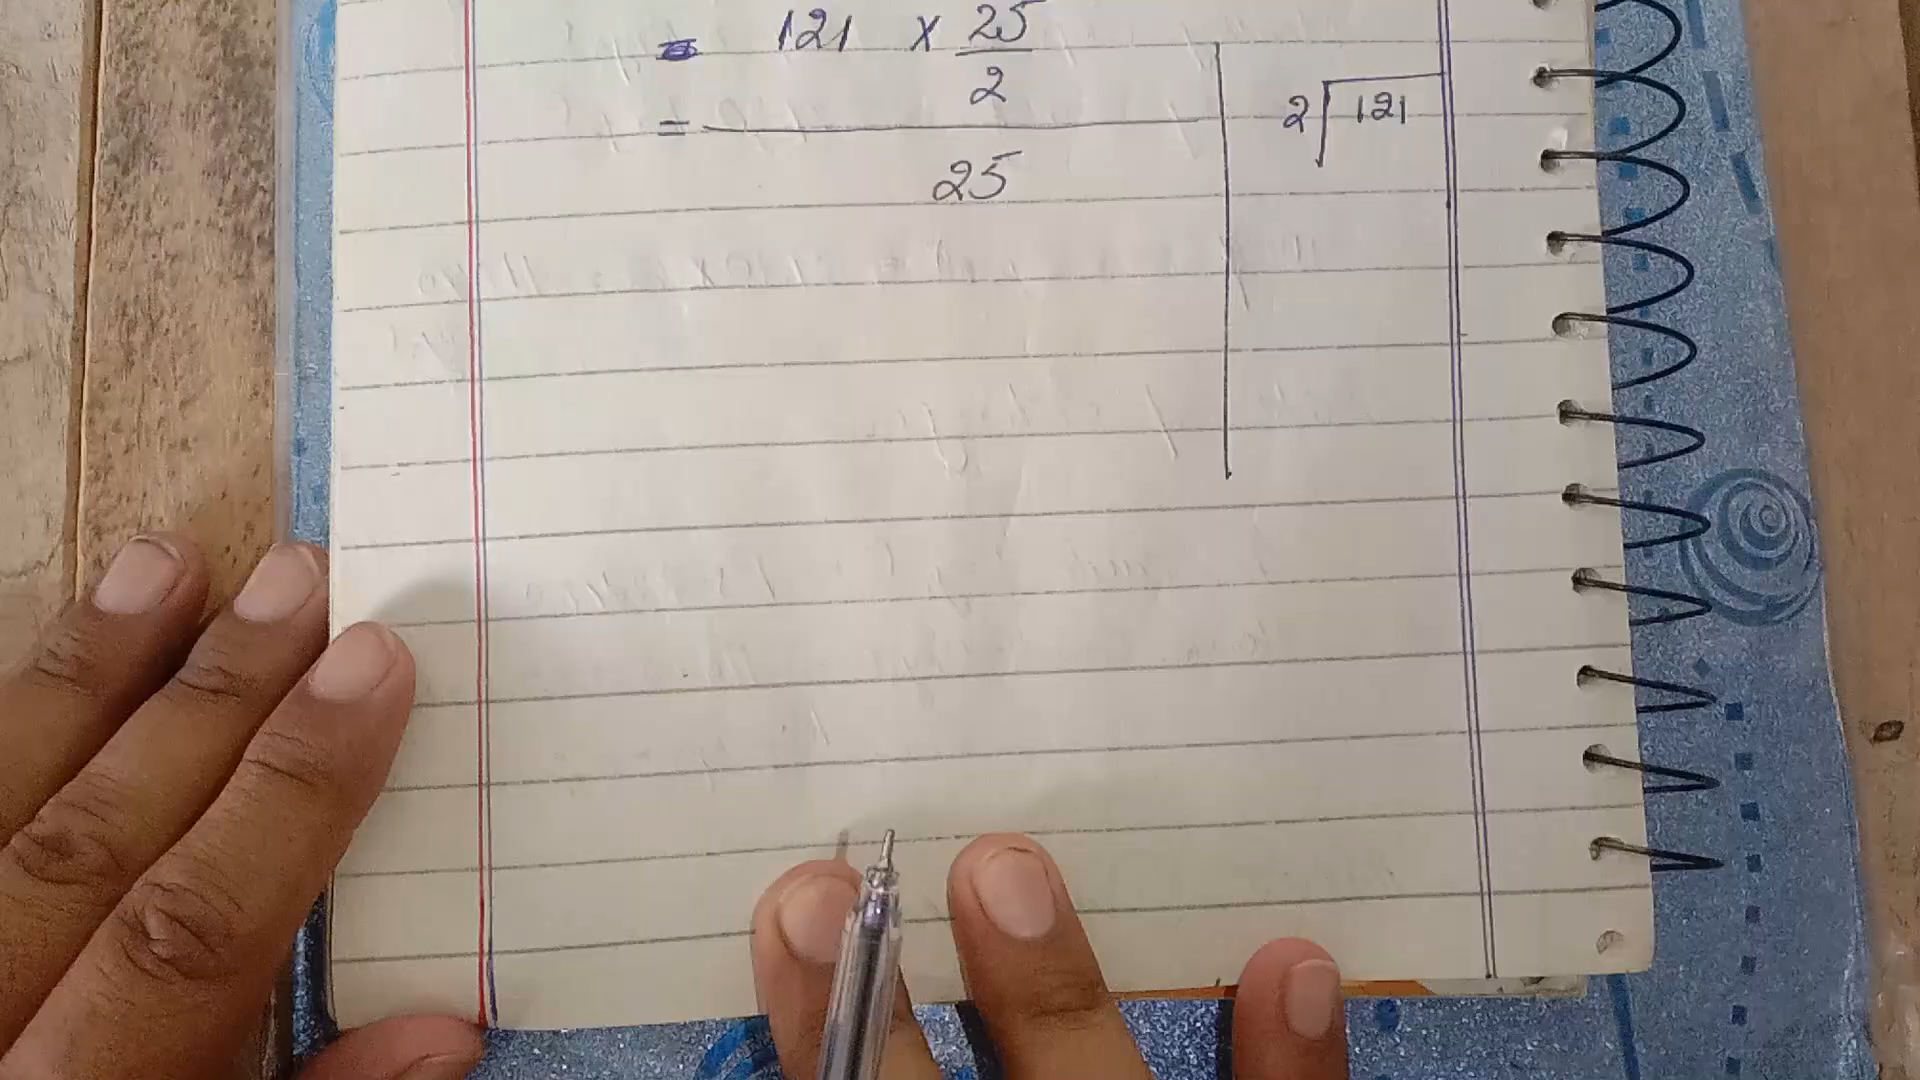 = 121 x 25
2
=
25
2 121